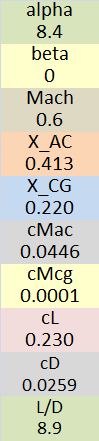 alpha
8.4
beta
0
Mach
0.6
X_AC
0.413
X_CG
0.220
cMac
0.0446
cMcg
0.0001
cL
0.230
cD
0.0259
L/D
8.9